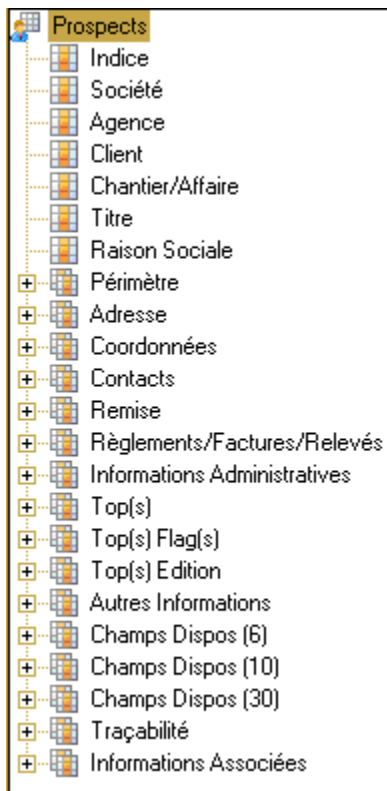 Prospects
Indice
Société
Agence
Client
Chantier/Affaire
Titre
Raison Sociale
Périmètre
Adresse
Coordonnées
Contacts
Remise
Règlements/Factures/Relevés
Informations Administratives
Top(s)
Top(s) Flag(s)
Top(s) Edition
Autres Informations
Champs Dispos (6)
Champs Dispos (10)
Champs Dispos (30)
Traçabilité
Informations Associées